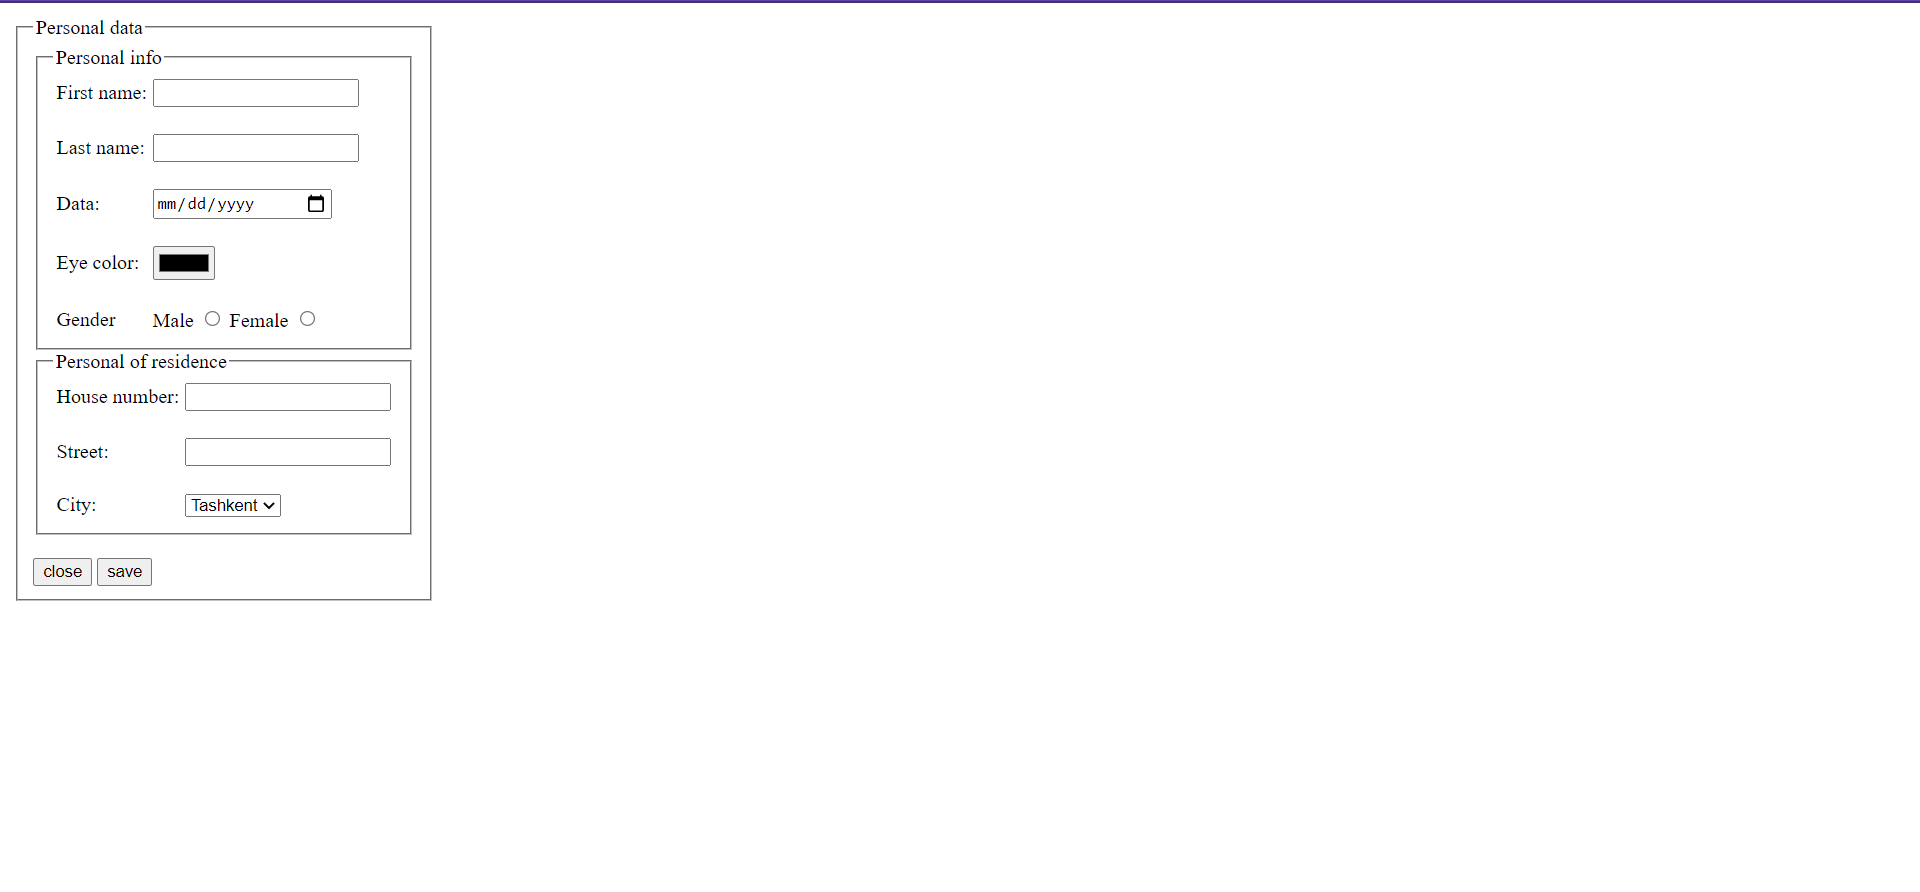 Personal data
Personal info
First name:
Last name:
Data: mm/dd/yyyy
Eye color:
Gender Male Female
Personal of residence
House number:
Street:
City: Tashkent
close save